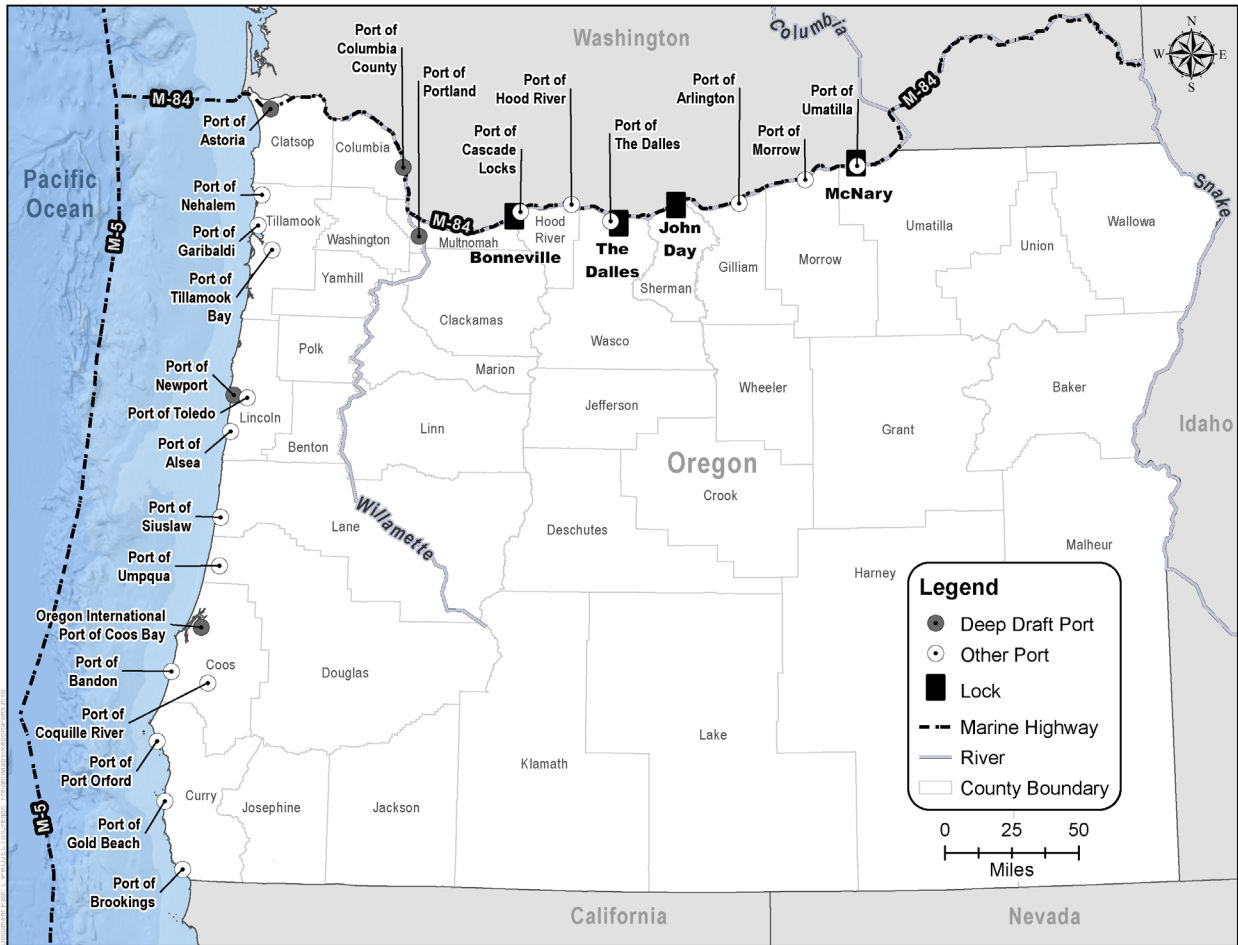 Washington
Columbia
N
W
E
S
M-84
M-84
M-84
M-5
M-5
Pacific
Ocean
Port of
Columbia
County
Port of
Portland
Port of
Hood River
Port of
Cascade
Locks
Port of
The Dalles
Port of
Arlington
Port of
Morrow
Port of
Umatilla
Port of
Astoria
Port of
Nehalem
Port of
Garibaldi
Port of
Tillamook
Bay
Port of
Newport
Port of Toledo
Port of
Alsea
Port of
Siuslaw
Port of
Umpqua
Oregon International
Port of Coos Bay
Port of
Bandon
Port of
Coquille River
Port of
Port Orford
Port of
Gold Beach
Port of
Brookings
Bonneville
The
Dalles
John
Day
McNary
Clatsop
Columbia
Tillamook
Washington
Multnomah
Hood
River
Yamhill
Clackamas
Polk
Marion
Lincoln
Benton
Linn
Wasco
Sherman
Gilliam
Morrow
Umatilla
Union
Wallowa
Snake
Jefferson
Wheeler
Grant
Baker
Idaho
Oregon
Crook
Deschutes
Lane
Willamette
Malheur
Harney
Coos
Douglas
Curry
Josephine
Jackson
Klamath
Lake
California
Nevada
Legend
Deep Draft Port
Other Port
Lock
Marine Highway
River
County Boundary
0 25 50
Miles